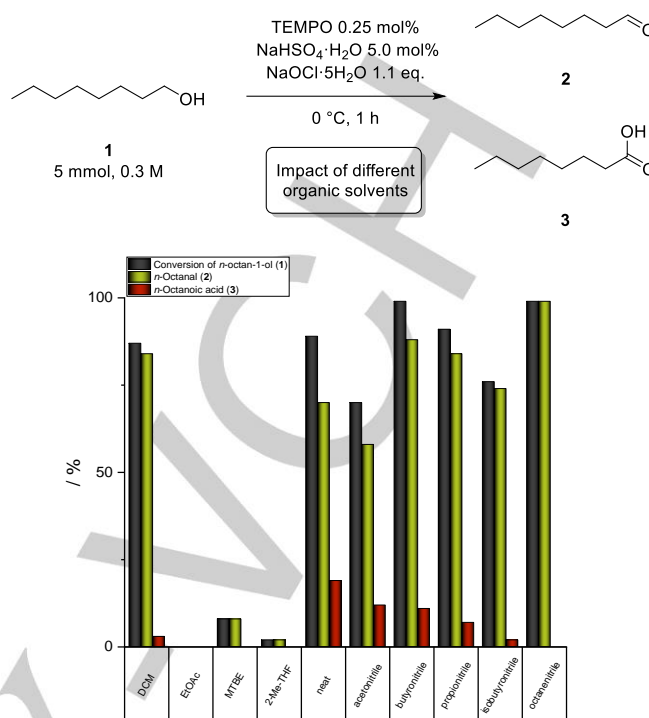 TEMPO 0.25 mol%
NaHSO₄·H₂O 5.0 mol%
NaOCl·5H₂O 1.1 eq.
0 °C, 1 h
OH
1
5 mmol, 0.3 M
Impact of different
organic solvents
O
2
OH
O
3
Conversion of n-octan-1-ol (1)
n-Octanal (2)
n-Octanoic acid (3)
100
50
0
/ %
DCM
EtOAc
MTBE
2-Me-THF
neat
acetonitrile
butyronitrile
propionitrile
isobutyronitrile
octanenitrile
VCH